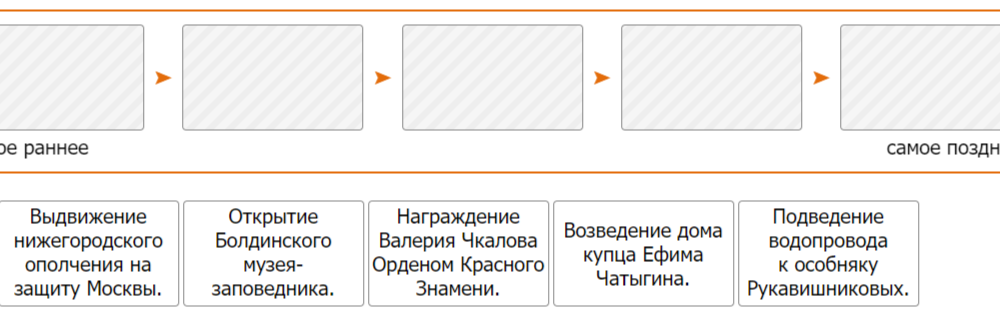 ое раннее
самое поздн
Выдвижение
нижегородского
ополчения на
защиту Москвы.
Открытие
Болдинского
музея-
заповедника.
Награждение
Валерия Чкалова
Орденом Красного
Знамени.
Возведение дома
купца Ефима
Чатыгина.
Подведение
водопровода
к особняку
Рукавишниковых.